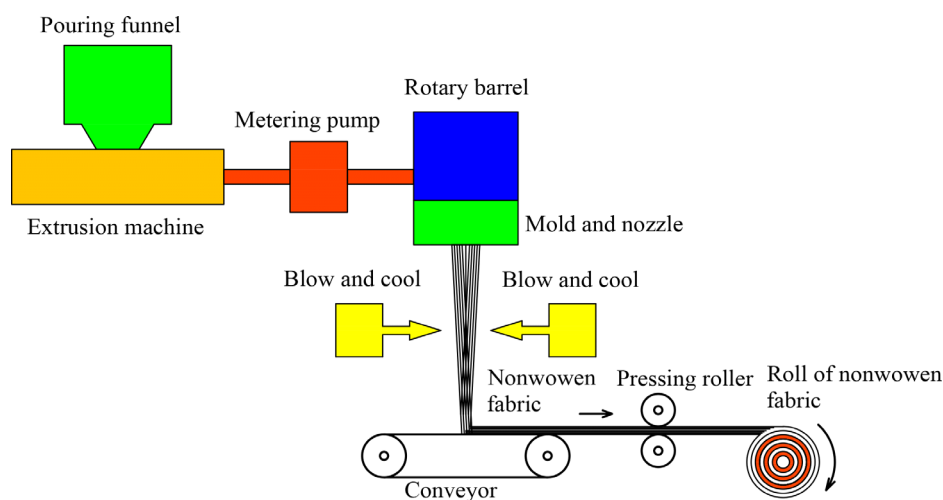 Pouring funnel
Rotary barrel
Metering pump
Extrusion machine
Mold and nozzle
Blow and cool
Blow and cool
Nonwowen
fabric
Pressing roller
Roll of nonwowen
fabric
Conveyor